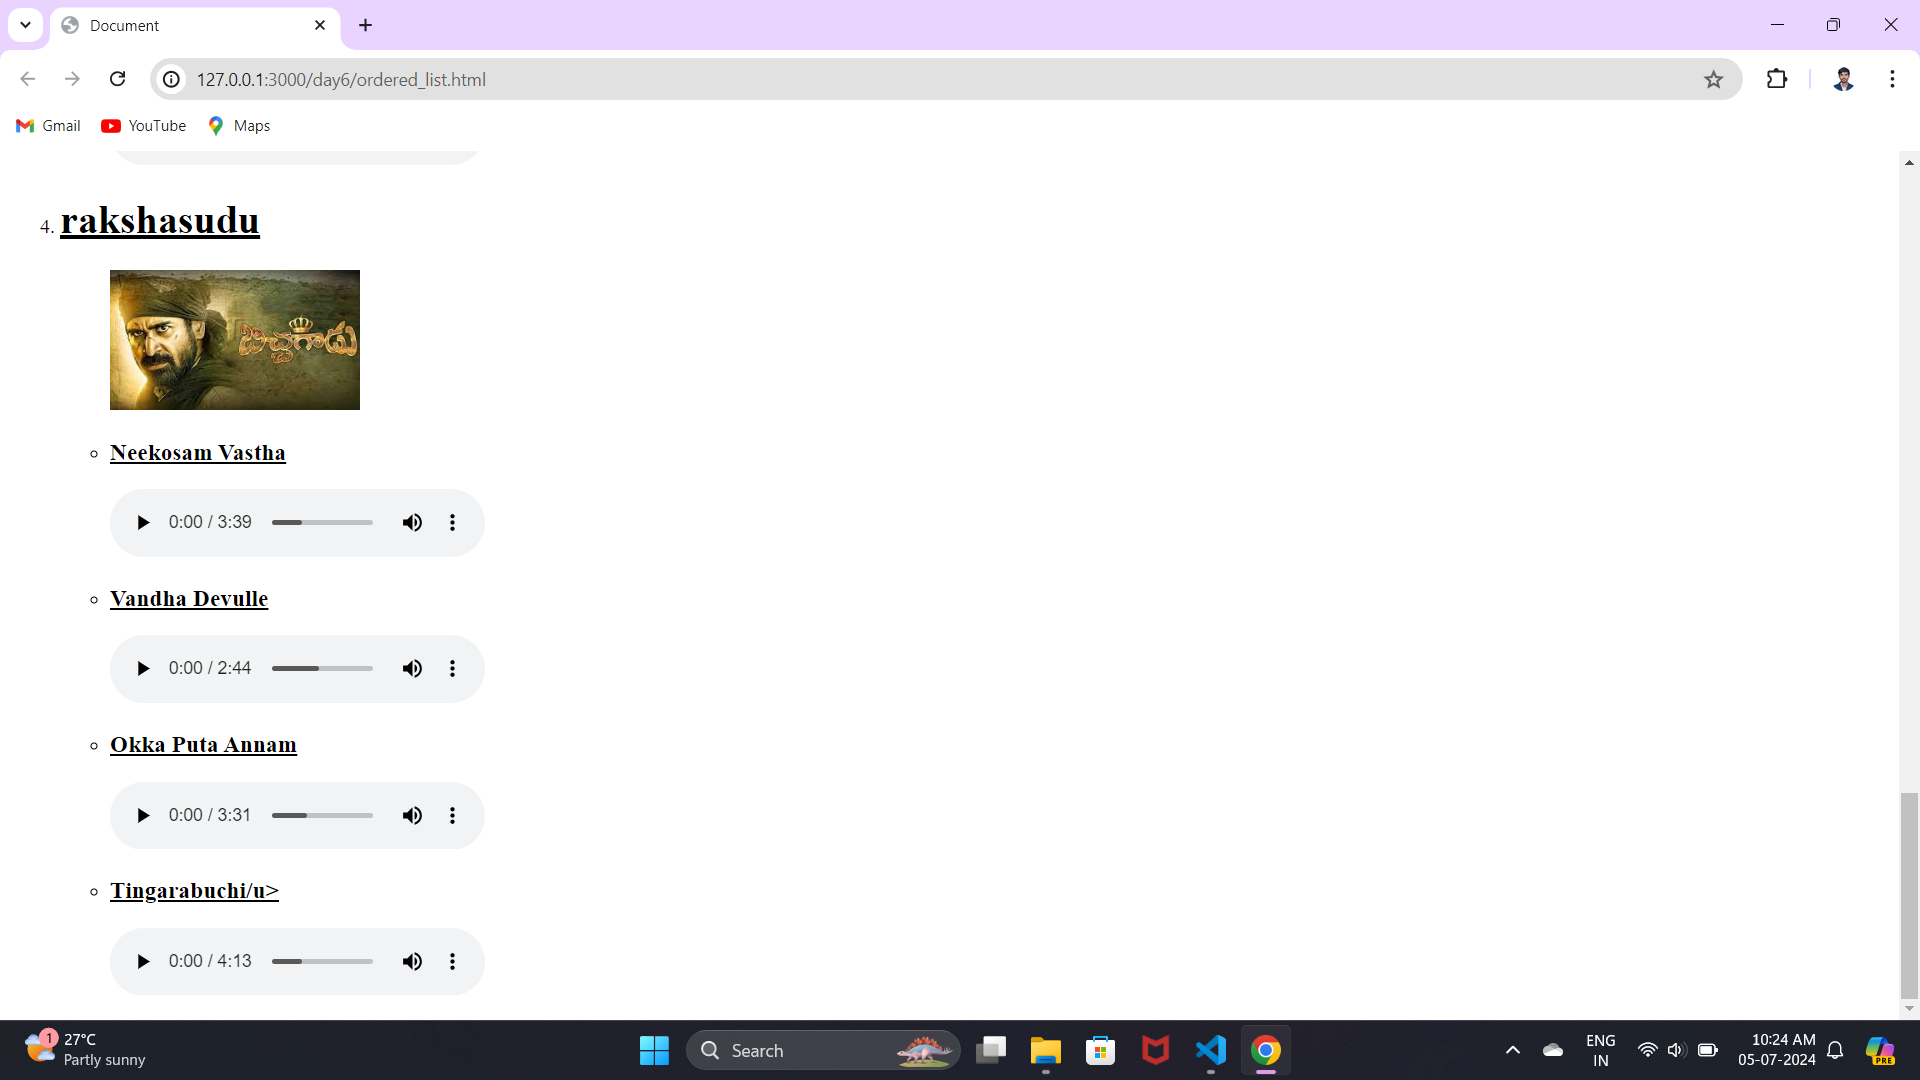 Document
127.0.0.1:3000/day6/ordered_list.html
Gmail YouTube Maps
4. rakshasudu
బిచ్చగాడు
Neekosam Vastha
0:00 / 3:39
Vandha Devulle
0:00 / 2:44
Okka Puta Annam
0:00 / 3:31
Tingarabuchi/u>
0:00 / 4:13
1
27°C
Partly sunny
Search
ENG
IN
10:24 AM
05-07-2024
PRE